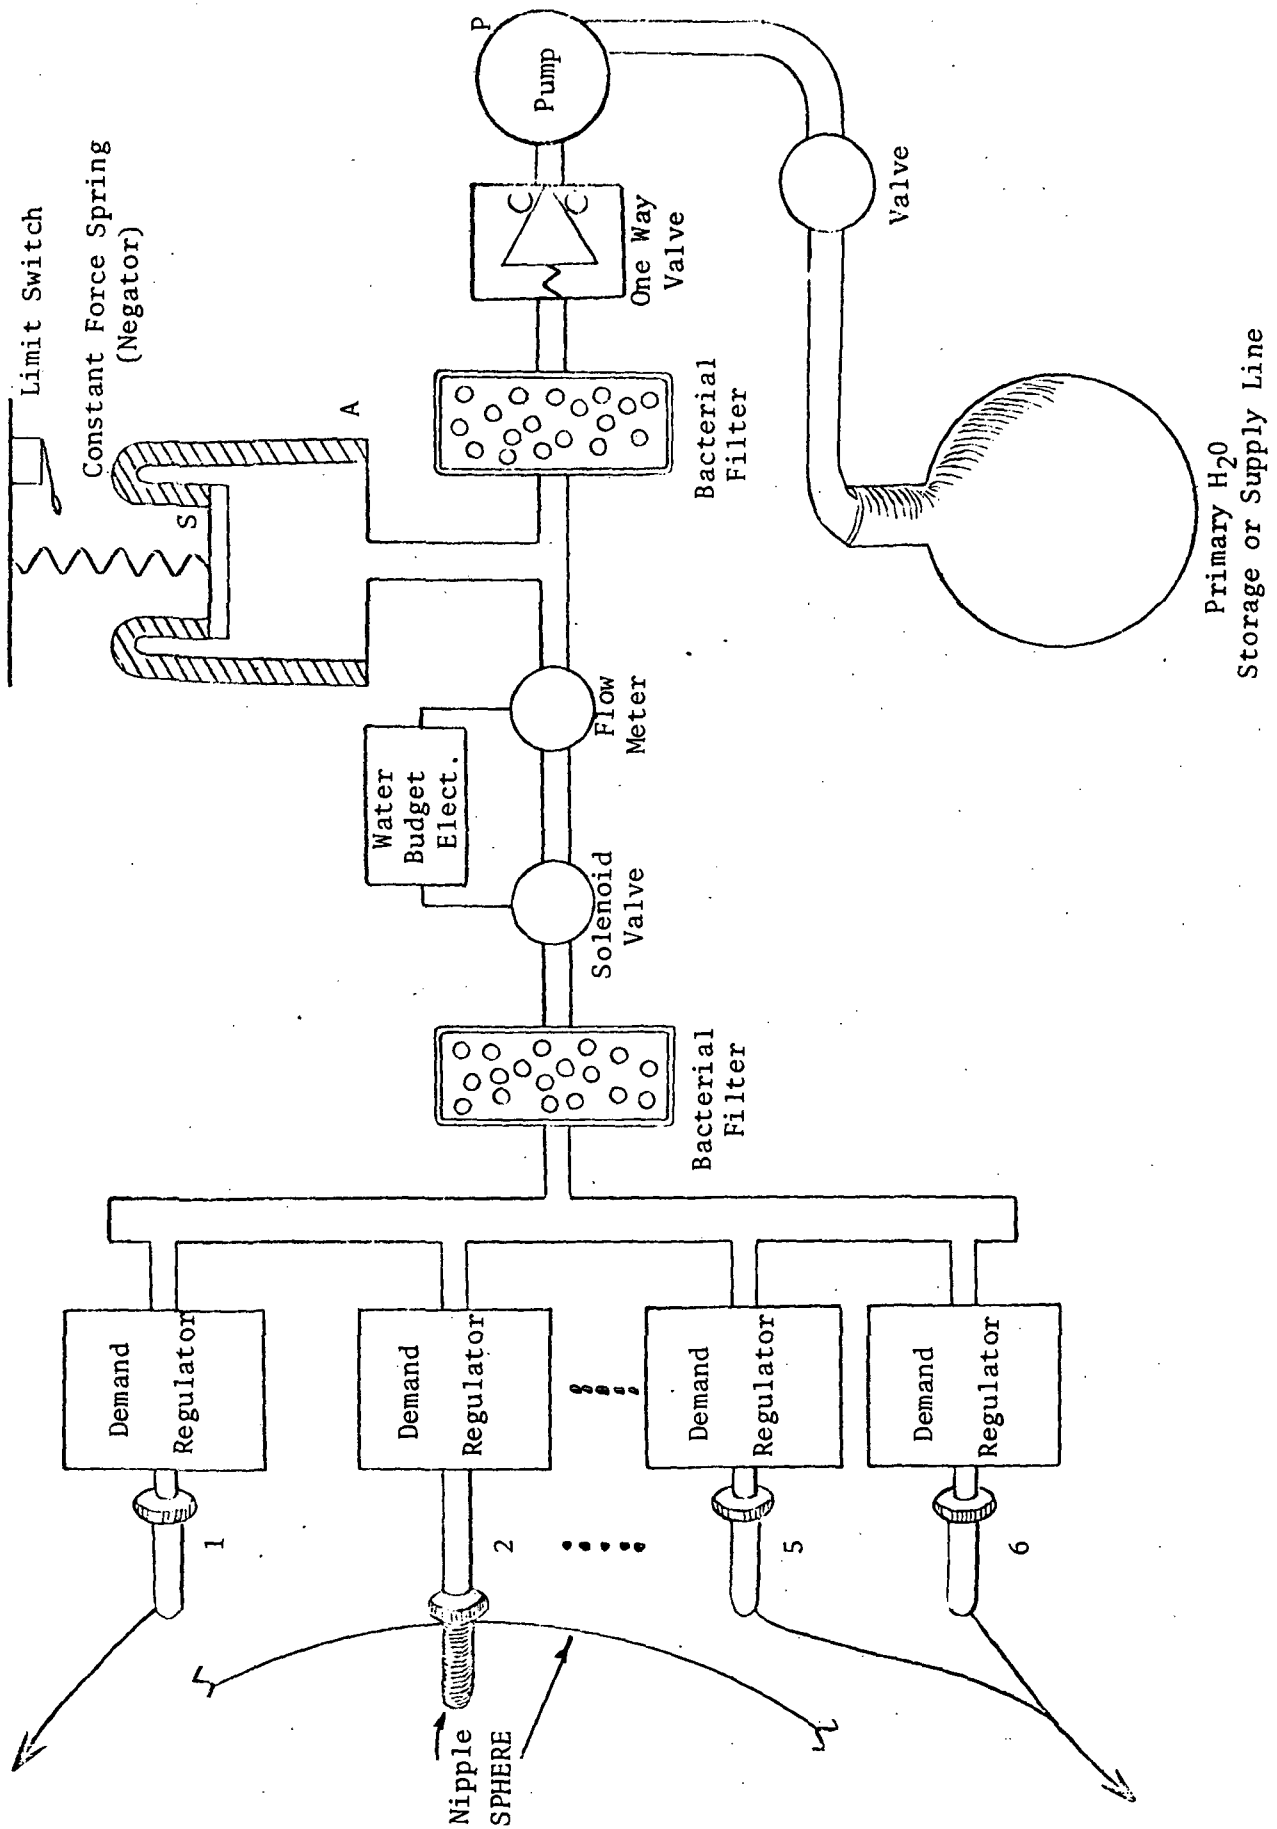 Limit Switch
Constant Force Spring
(Negator)
S
A
P
Pump
One Way
Valve
Valve
Bacterial
Filter
Primary H2O
Storage or Supply Line
Flow
Meter
Water
Budget
Elect.
Solenoid
Valve
Bacterial
Filter
Demand
Regulator
1
Demand
Regulator
2
Demand
Regulator
5
Demand
Regulator
6
Nipple
SPHERE